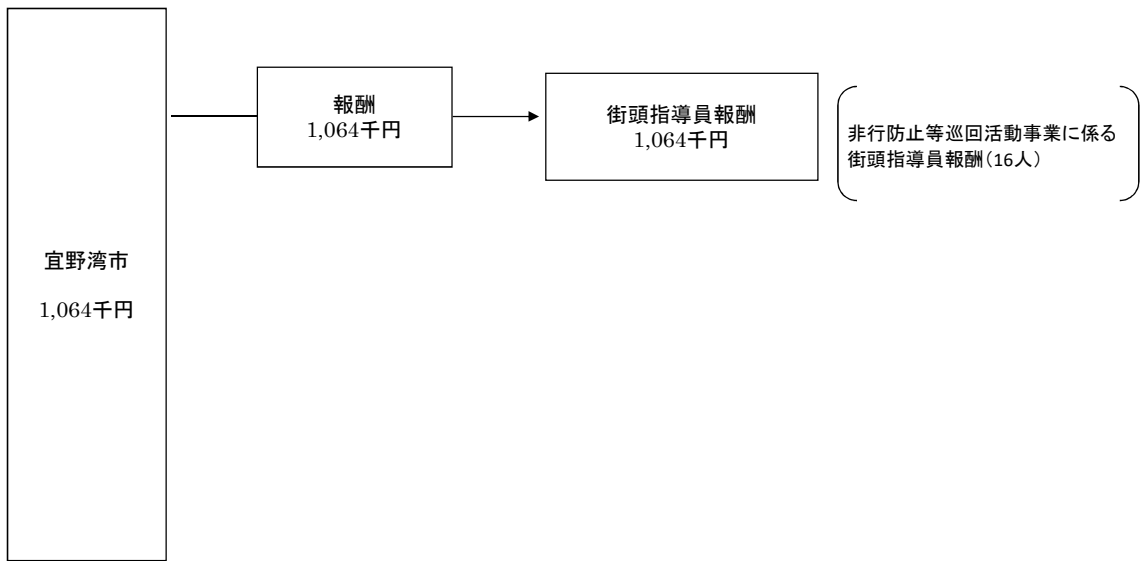 報酬
1,064千円
街頭指導員報酬
1,064千円
非行防止等巡回活動事業に係る
街頭指導員報酬(16人)
宜野湾市
1,064千円